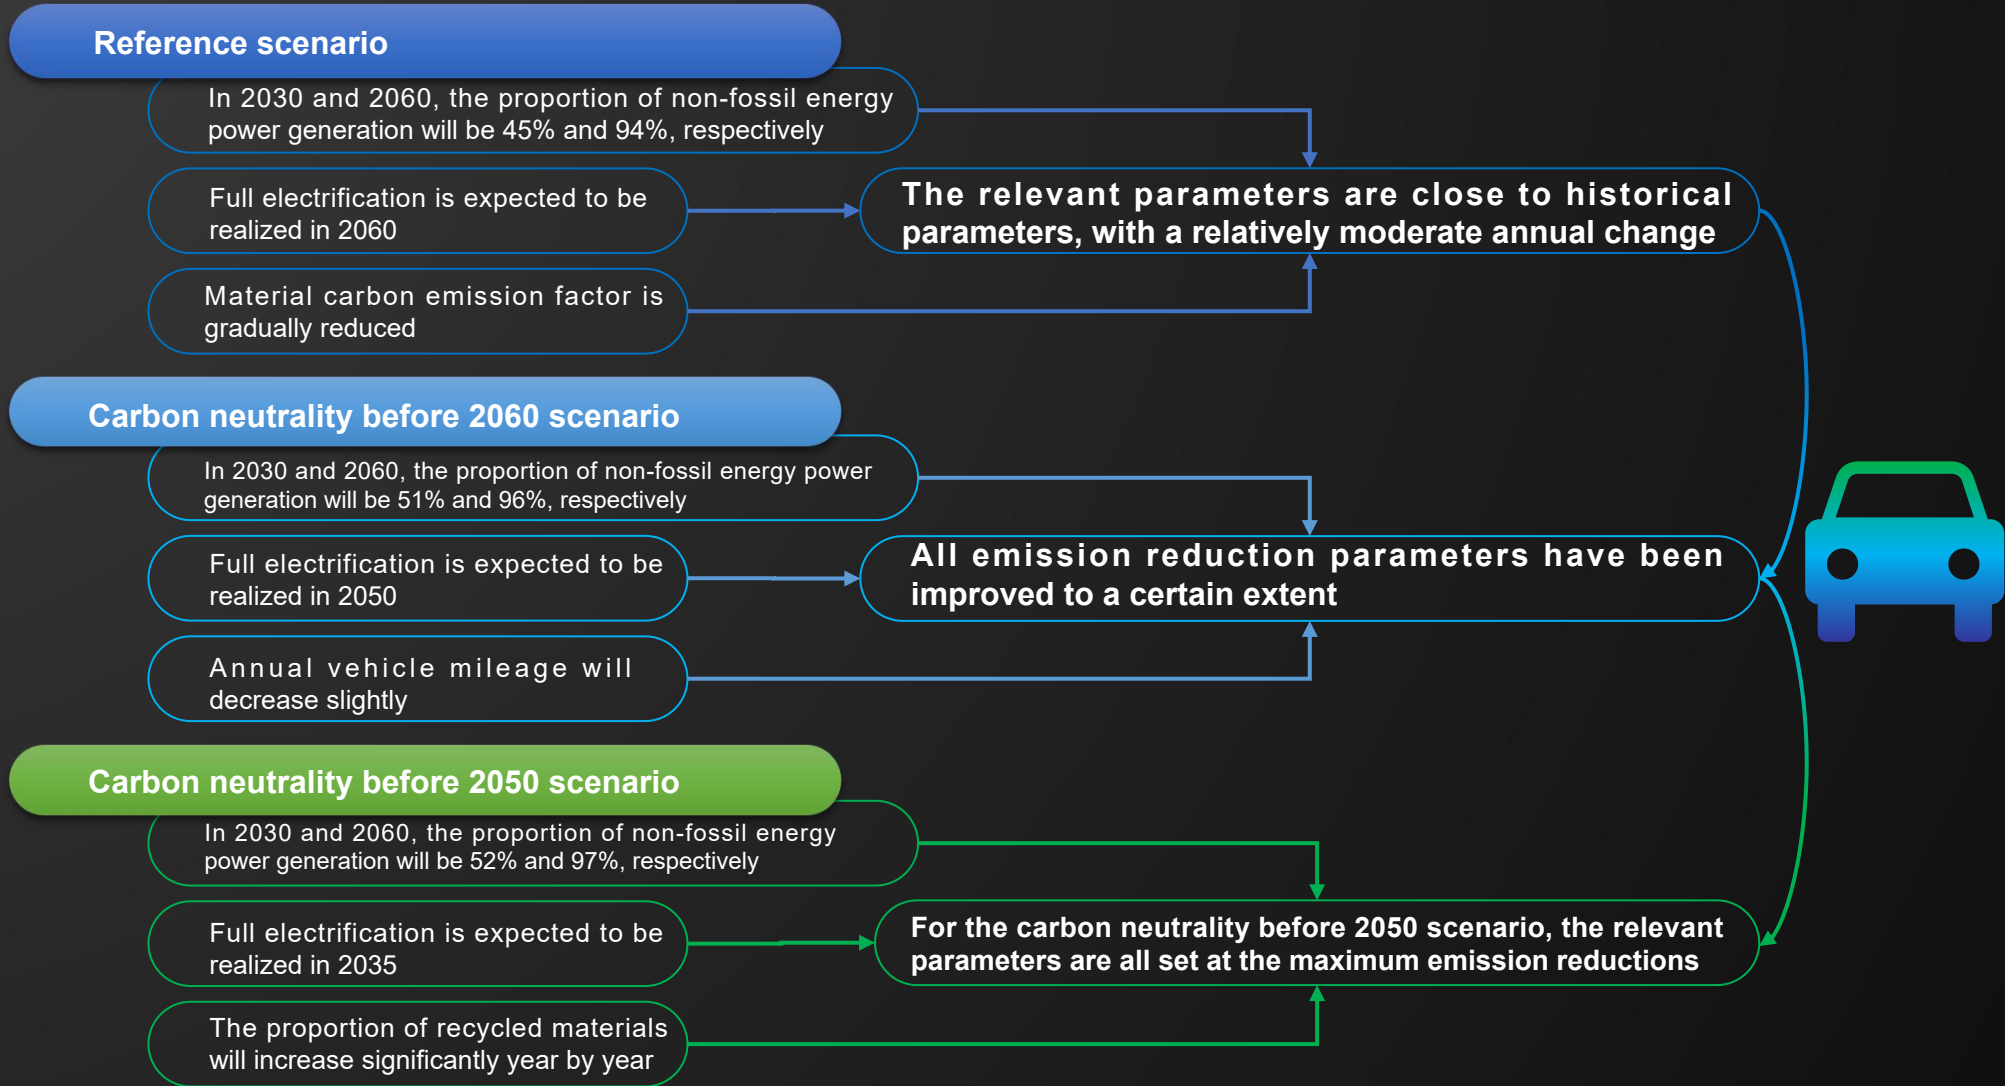 Reference scenario
In 2030 and 2060, the proportion of non-fossil energy
power generation will be 45% and 94%, respectively
Full electrification is expected to be
realized in 2060
Material carbon emission factor is
gradually reduced
The relevant parameters are close to historical
parameters, with a relatively moderate annual change
Carbon neutrality before 2060 scenario
In 2030 and 2060, the proportion of non-fossil energy power
generation will be 51% and 96%, respectively
Full electrification is expected to be
realized in 2050
Annual vehicle mileage will
decrease slightly
All emission reduction parameters have been
improved to a certain extent
Carbon neutrality before 2050 scenario
In 2030 and 2060, the proportion of non-fossil energy
power generation will be 52% and 97%, respectively
Full electrification is expected to be
realized in 2035
The proportion of recycled materials
will increase significantly year by year
For the carbon neutrality before 2050 scenario, the relevant
parameters are all set at the maximum emission reductions